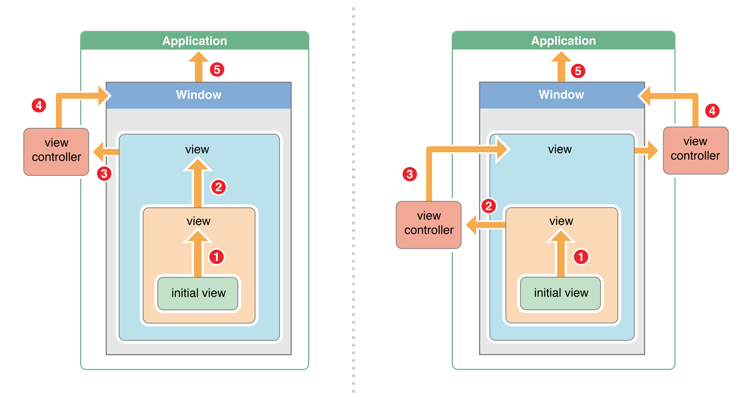 Application
5
Window
4
view
controller
3
view
2
view
1
initial view
Application
5
Window
4
view
controller
view
3
view
controller
2
view
1
initial view